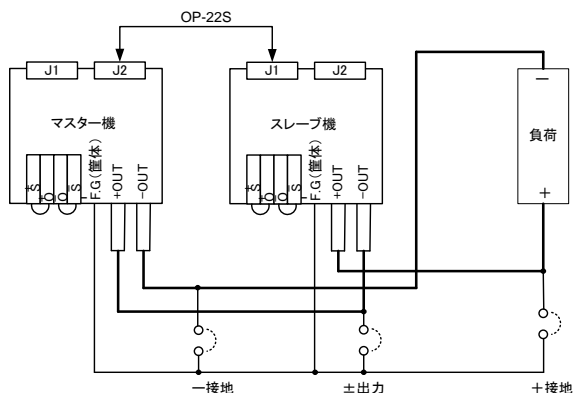 OP-22S
J1 J2 J1 J2
マスター機 スレーブ機
− 負荷 +
+S +O −O −S
F.G(筐体)
+OUT
−OUT
+S +O −O −S
F.G(筐体)
+OUT
−OUT
−接地 ±出力 +接地